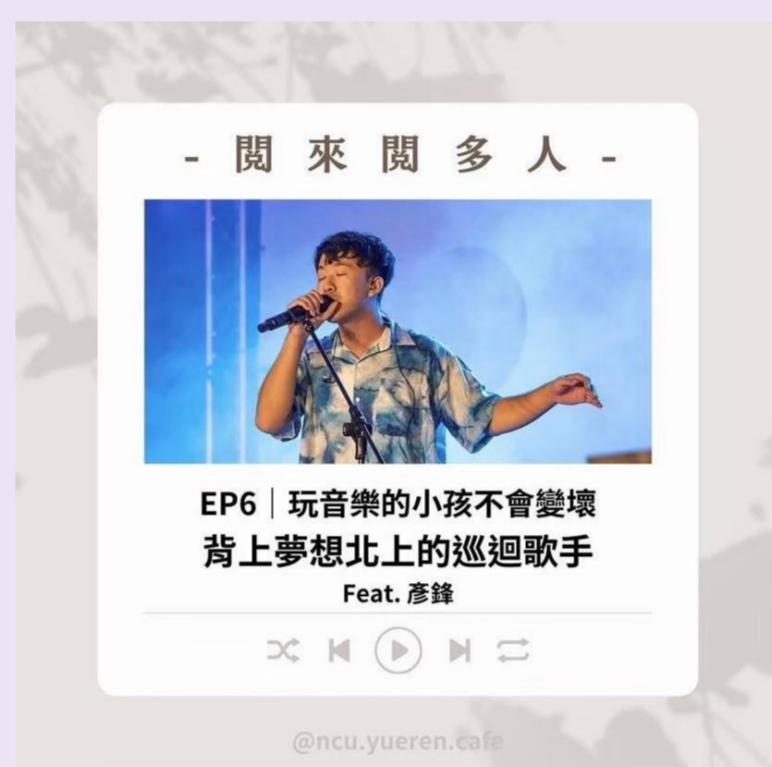 - 閱 來 閱 多 人 -
EP6｜玩音樂的小孩不會變壞
背上夢想北上的巡迴歌手
Feat. 彥鋒
@ncu.yueren.cafe